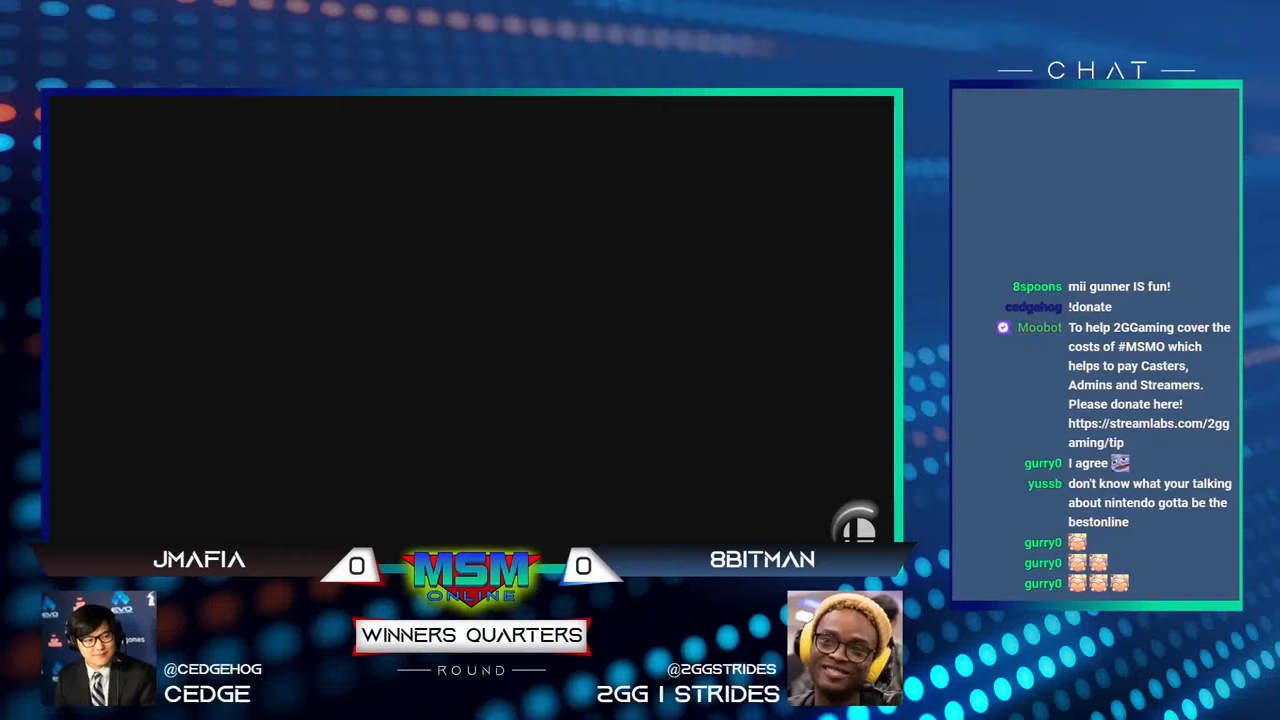 CHAT
8spoons mii gunner IS fun!
cedgehog !donate
Moobot To help 2GGaming cover the
costs of #MSMO which
helps to pay Casters,
Admins and Streamers.
Please donate here!
https://streamlabs.com/2gg
aming/tip
gurry0 I agree
yussb don't know what your talking
about nintendo gotta be the
bestonline
gurry0
gurry0
gurry0
JMAFIA 0 MSM 0 8BITMAN
ONLINE
WINNERS QUARTERS
ROUND
EVO
@CEDGEHOG
CEDGE
@2GGSTRIDES
2GG | STRIDES